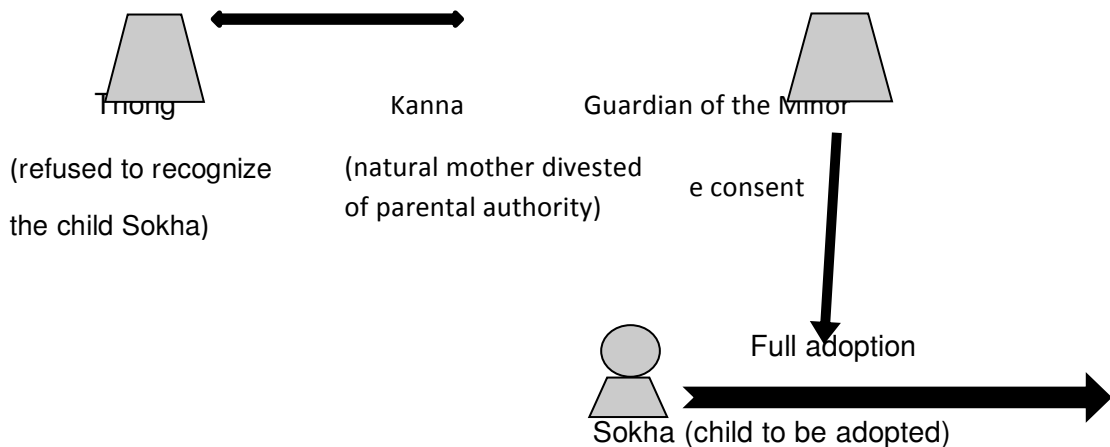 Thong
Kanna
Guardian of the Minor
(refused to recognize
the child Sokha)
(natural mother divested
of parental authority)
e consent
Full adoption
Sokha (child to be adopted)